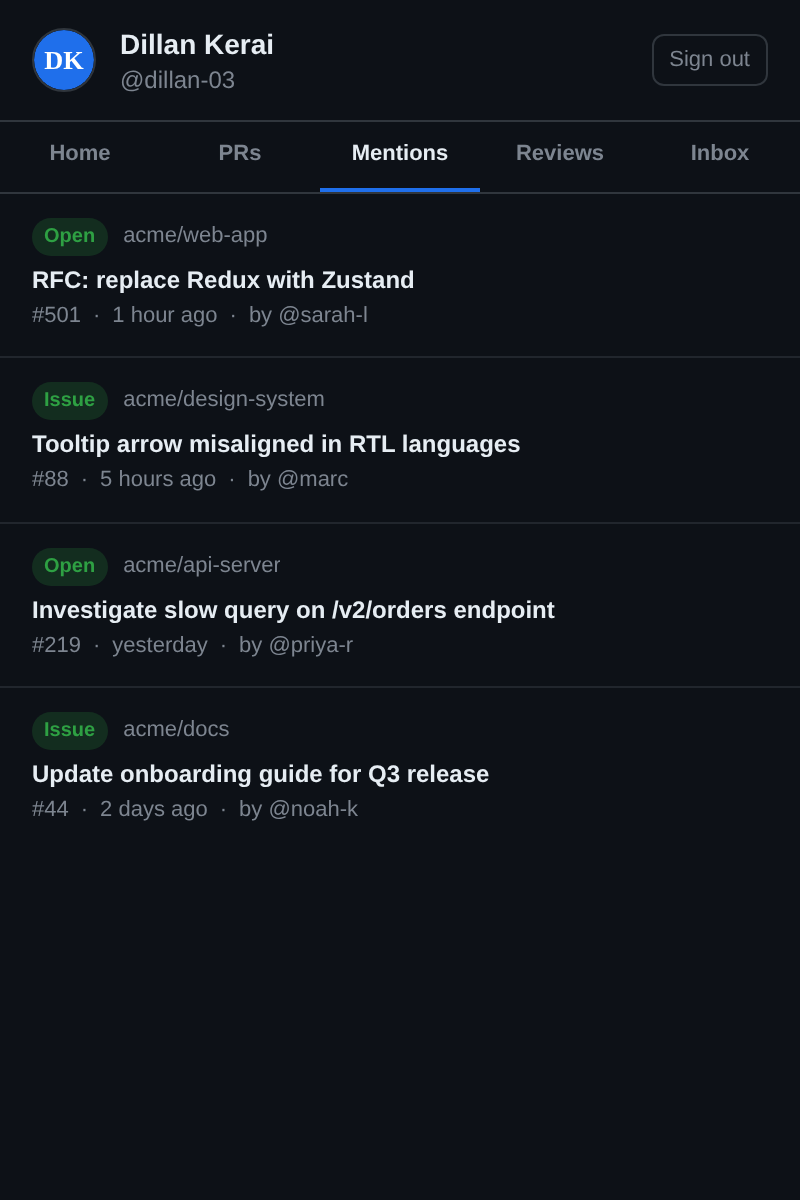 DK
Dillan Kerai
@dillan-03
Sign out
Home PRs Mentions Reviews Inbox
Open acme/web-app
RFC: replace Redux with Zustand
#501 · 1 hour ago · by @sarah-l
Issue acme/design-system
Tooltip arrow misaligned in RTL languages
#88 · 5 hours ago · by @marc
Open acme/api-server
Investigate slow query on /v2/orders endpoint
#219 · yesterday · by @priya-r
Issue acme/docs
Update onboarding guide for Q3 release
#44 · 2 days ago · by @noah-k